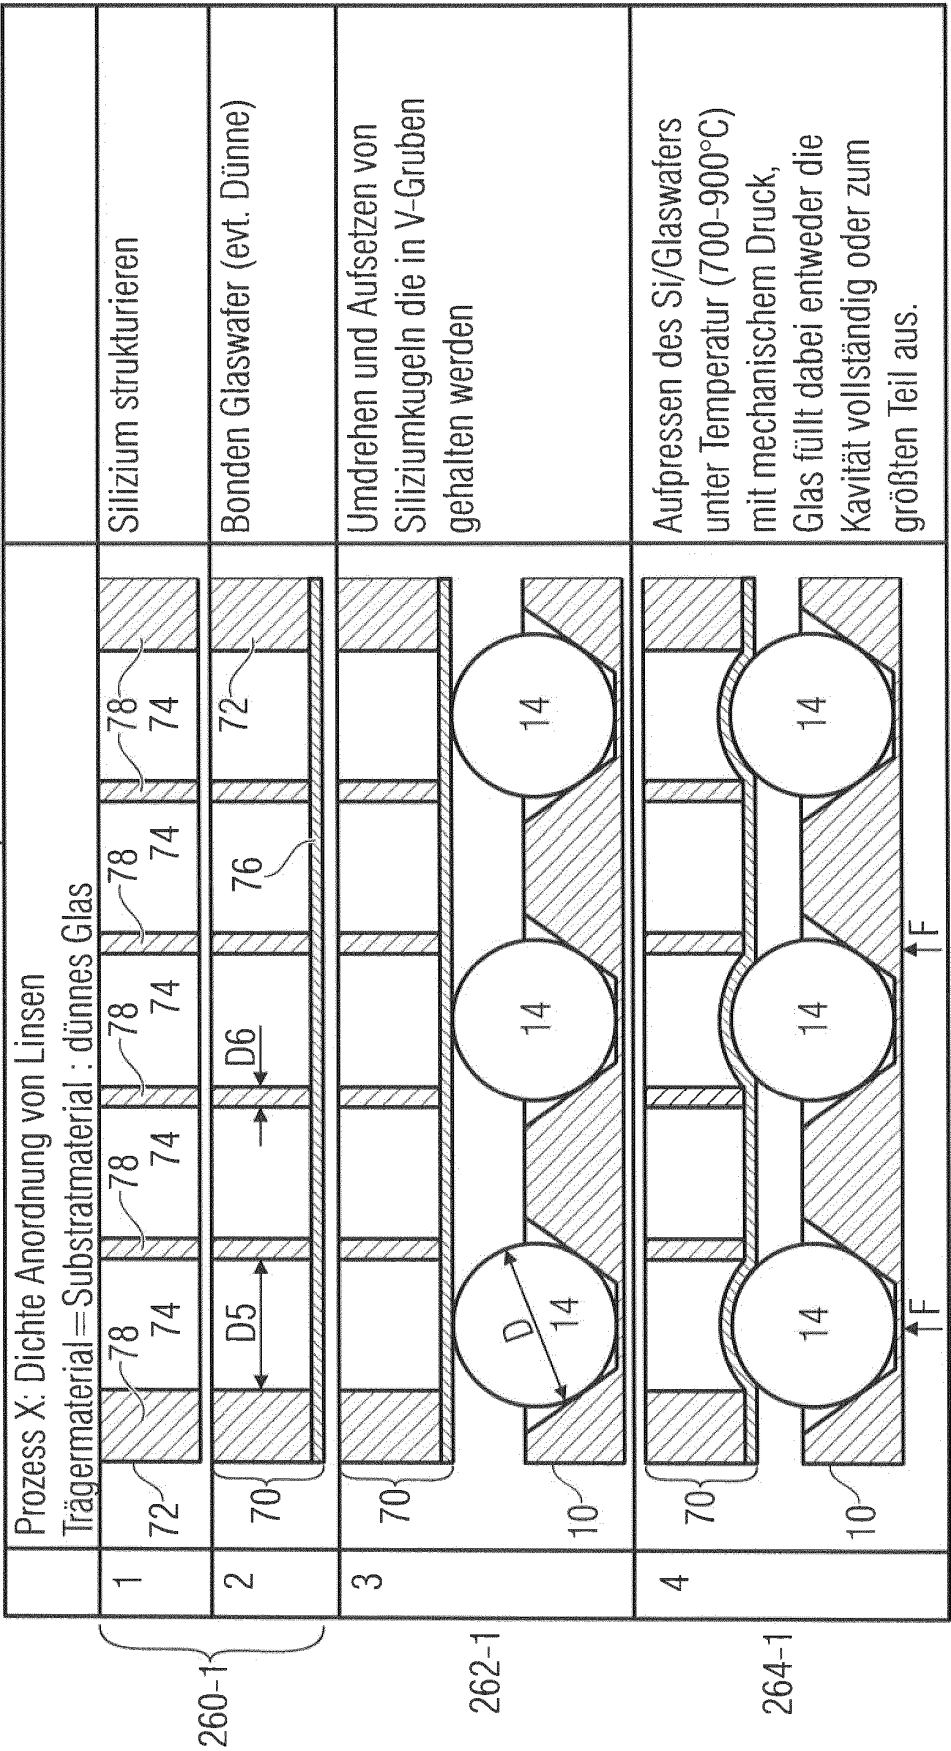 Prozess X: Dichte Anordnung von Linsen
Trägermaterial=Substratmaterial : dünnes Glas
260-1
1
72
78 78 78 78 78 78
74 74 74 74 74
Silizium strukturieren
2
70
D5
D6
76
72
Bonden Glaswafer (evt. Dünne)
262-1
3
70
10
D
14 14 14
Umdrehen und Aufsetzen von
Siliziumkugeln die in V-Gruben
gehalten werden
264-1
4
70
10
14 14 14
F F
Aufpressen des Si/Glaswafers
unter Temperatur (700-900°C)
mit mechanischem Druck,
Glas füllt dabei entweder die
Kavität vollständig oder zum
größten Teil aus.